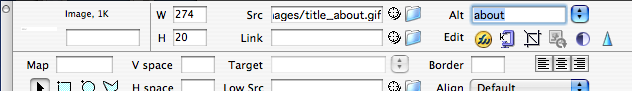 Image, 1K W 274 Src ages/title_about.gif Alt about
H 20 Link Edit
Map V space Target Border
H space Low Src Align Default